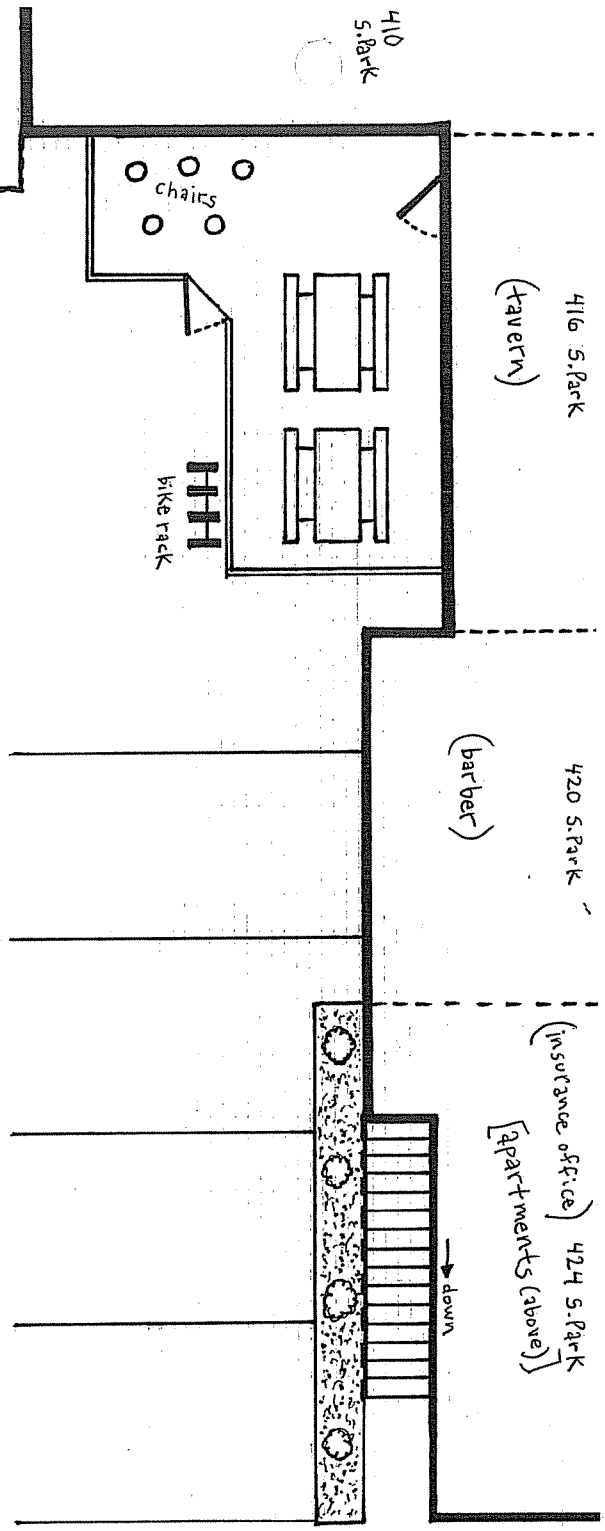 410
S.Park
416 S.Park
(tavern)
chairs
bike rack
420 S.Park
(barber)
(insurance office) 424 S.Park
[apartments (above)]
down